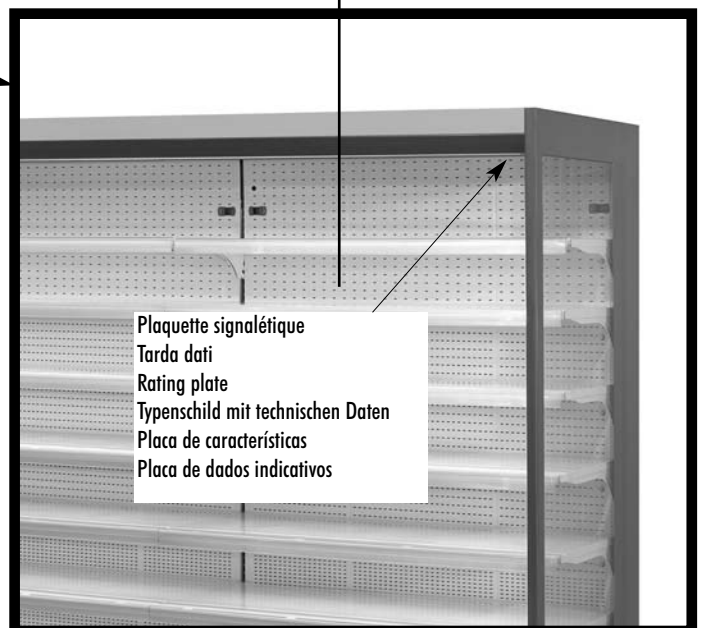 Plaquette signalétique
Tarda dati
Rating plate
Typenschild mit technischen Daten
Placa de características
Placa de dados indicativos